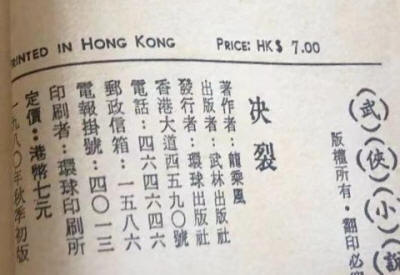 PRINTED IN HONG KONG PRICE: HK$ 7.00
(武)(俠)(小)(說)
版權所有・翻印必
决裂
著作者：龍乘風
出版者：武林出版社
發行者：環球出版社
香港大道西五九〇號
電話：四六四六四六
郵政信箱：一五八六
電報掛號：四〇一三
印刷者：環球印刷所
定價：港幣七元
一九八〇年秋季初版